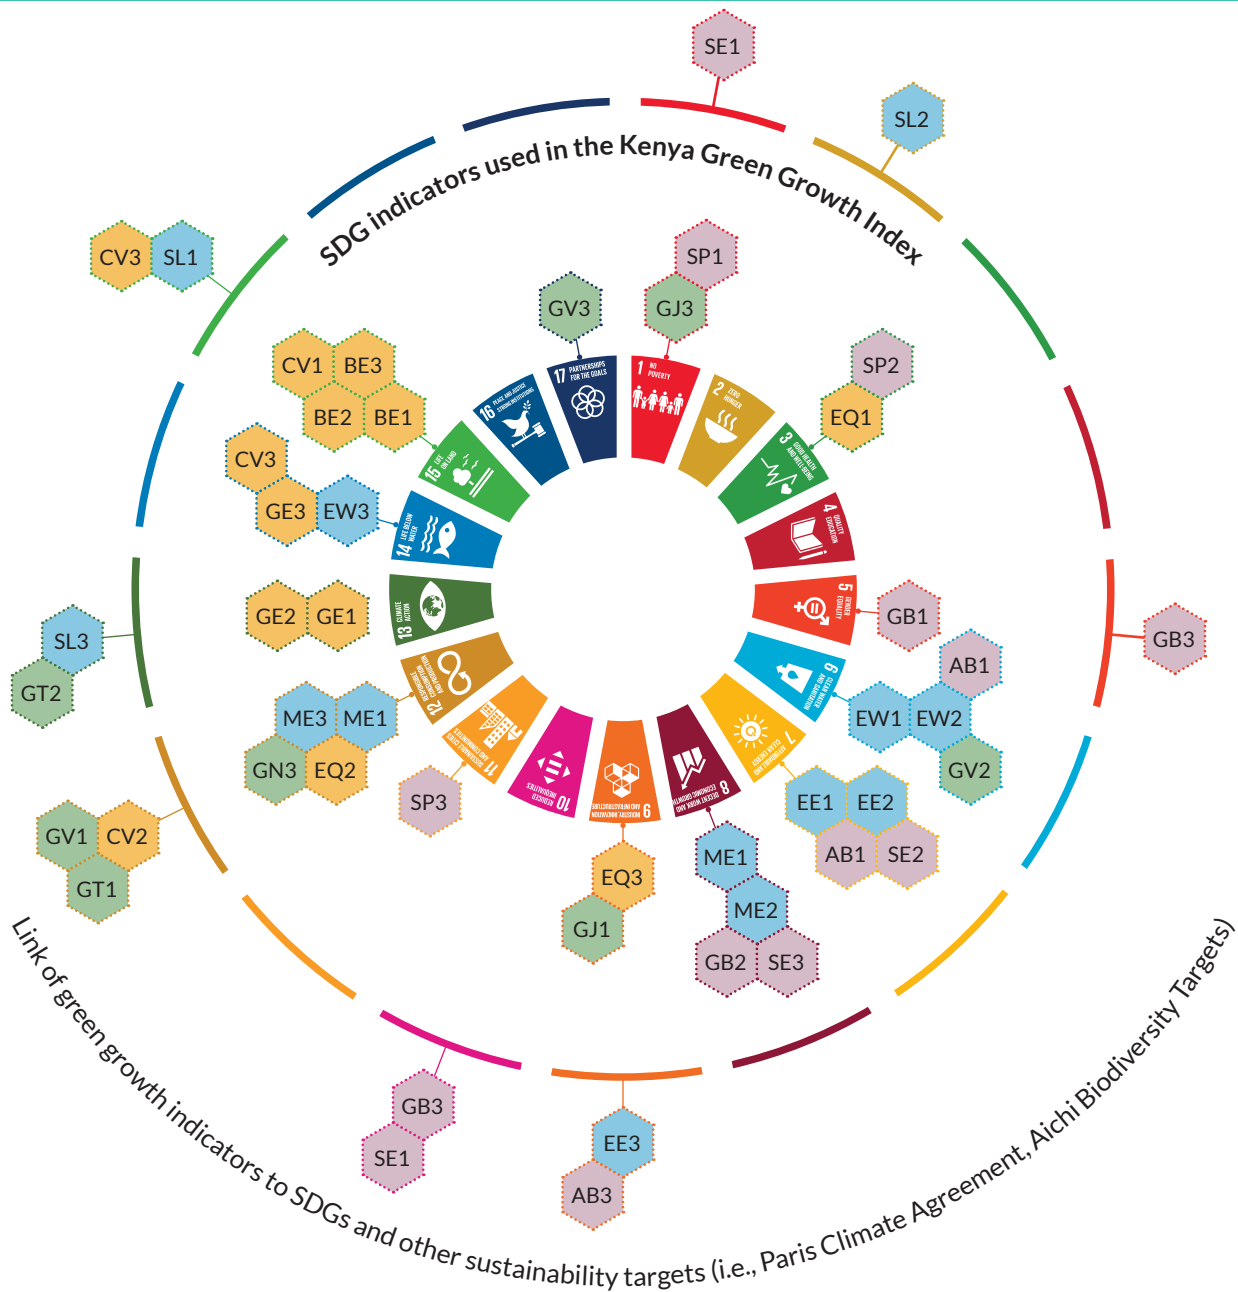 SE1
SL2
SDG indicators used in the Kenya Green Growth Index
CV3 SL1
SP1
GJ3
GV3
CV1 BE3
BE2 BE1
SP2
EQ1
CV3
GE3 EW3
GE2 GE1
SL3
GT2
ME3 ME1
GN3 EQ2
GV1 CV2
GT1
SP3
EQ3
GJ1
ME1
ME2
GB2 SE3
EE1 EE2
AB1 SE2
AB1
EW1 EW2
GV2
GB1
GB3
GB3
SE1
EE3
AB3
1 NO
POVERTY
2 ZERO
HUNGER
3 GOOD HEALTH
AND WELL-BEING
4 QUALITY
EDUCATION
5 GENDER
EQUALITY
6 CLEAN WATER
AND SANITATION
7 AFFORDABLE AND
CLEAN ENERGY
8 DECENT WORK AND
ECONOMIC GROWTH
9 INDUSTRY, INNOVATION
AND INFRASTRUCTURE
10 REDUCED
INEQUALITIES
11 SUSTAINABLE CITIES
AND COMMUNITIES
12 RESPONSIBLE
CONSUMPTION
AND PRODUCTION
13 CLIMATE
ACTION
14 LIFE BELOW
WATER
15 LIFE
ON LAND
16 PEACE AND JUSTICE
STRONG INSTITUTIONS
17 PARTNERSHIPS
FOR THE GOALS
Link of green growth indicators to SDGs and other sustainability targets (i.e., Paris Climate Agreement, Aichi Biodiversity Targets)